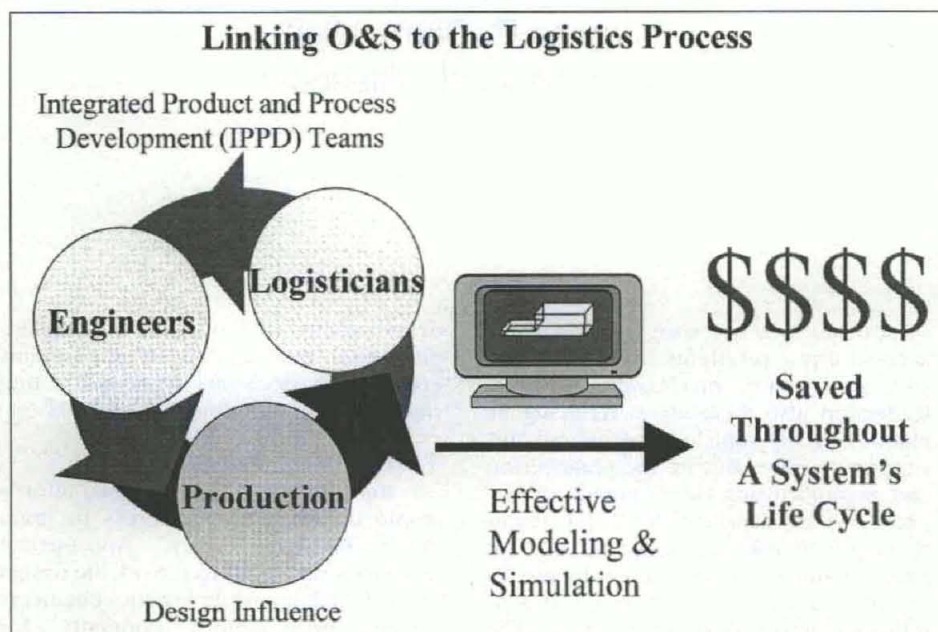 Linking O&S to the Logistics Process
Integrated Product and Process
Development (IPPD) Teams
Logisticians
Engineers
Production
Design Influence
Effective
Modeling &
Simulation
$$$$
Saved
Throughout
A System's
Life Cycle